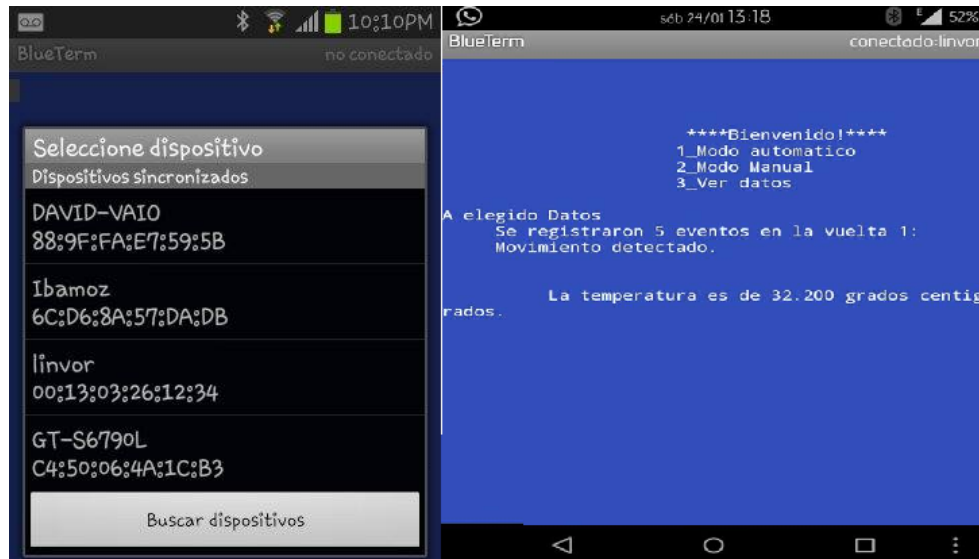 10:10PM
BlueTerm no conectado
Seleccione dispositivo
Dispositivos sincronizados
DAVID-VAIO
88:9F:FA:E7:59:5B
Ibamoz
6C:D6:8A:57:DA:DB
linvor
00:13:03:26:12:34
GT-S6790L
C4:50:06:4A:1C:B3
Buscar dispositivos
sáb 24/01 13:18 E 52%
BlueTerm conectado:linvor
****Bienvenido!****
1_Modo automatico
2_Modo Manual
3_Ver datos
A elegido Datos
Se registraron 5 eventos en la vuelta 1:
Movimiento detectado.
La temperatura es de 32.200 grados centig
rados.